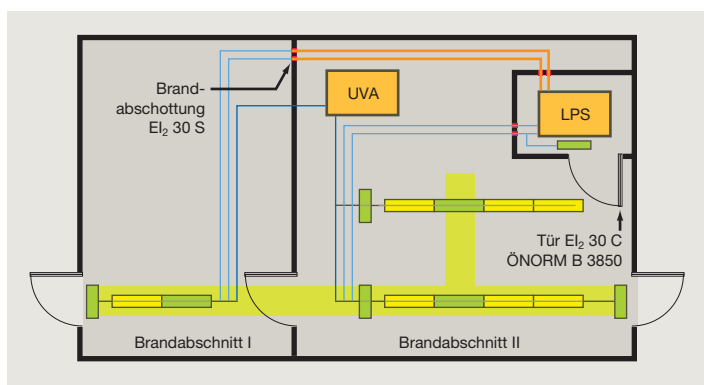 Brand-
abschottung
EI₂ 30 S
UVA
LPS
Tür EI₂ 30 C
ÖNORM B 3850
Brandabschnitt I
Brandabschnitt II